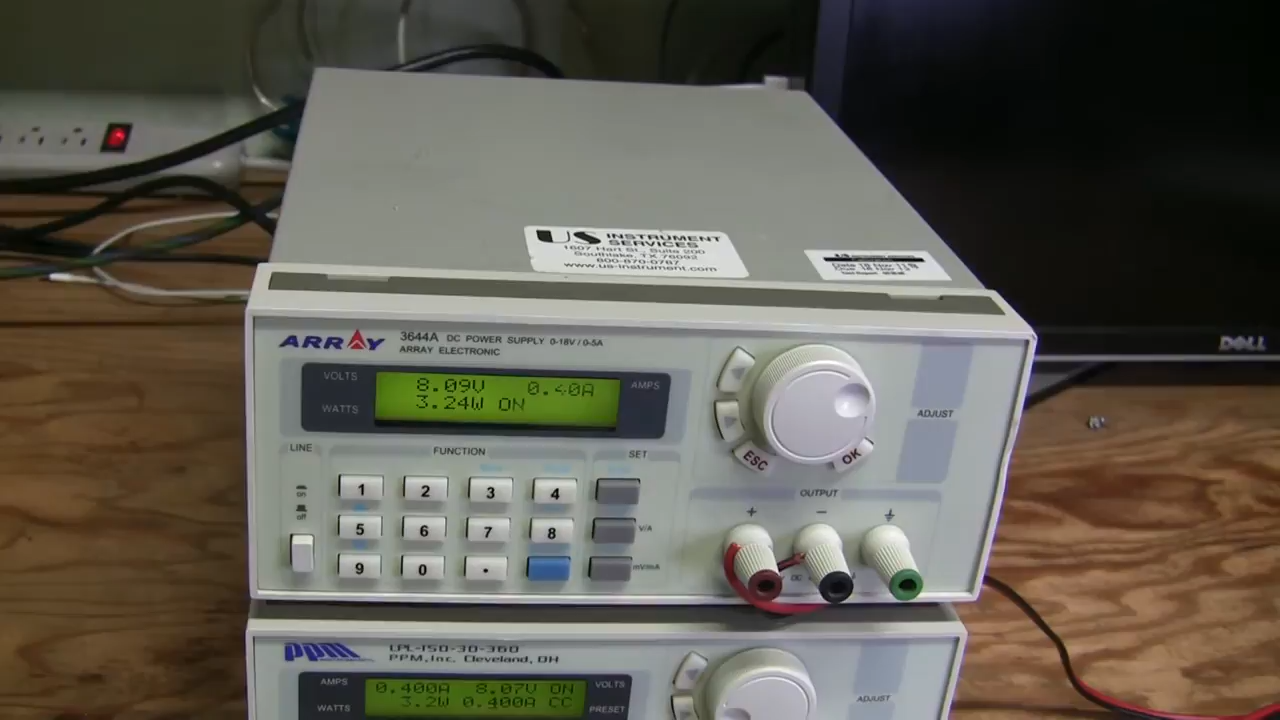 US INSTRUMENT
SERVICES
1607 Hart St., Suite 200
Southlake, TX 76092
800-870-0787
www.us-instrument.com
DELL
ARRAY 3644A DC POWER SUPPLY 0-18V / 0-5A
ARRAY ELECTRONIC
VOLTS 8.09V 0.40A AMPS
WATTS 3.24W ON
ADJUST
ESC OK
LINE FUNCTION SET
on
off
1 2 3 4
5 6 7 8 V/A
9 0 . mV/mA
OUTPUT
+ −
PPM LPL-150-30-360
PPM, Inc. Cleveland, OH
AMPS 0.400A 8.07V ON VOLTS
WATTS 3.2W 0.400A CC PRESET
ADJUST